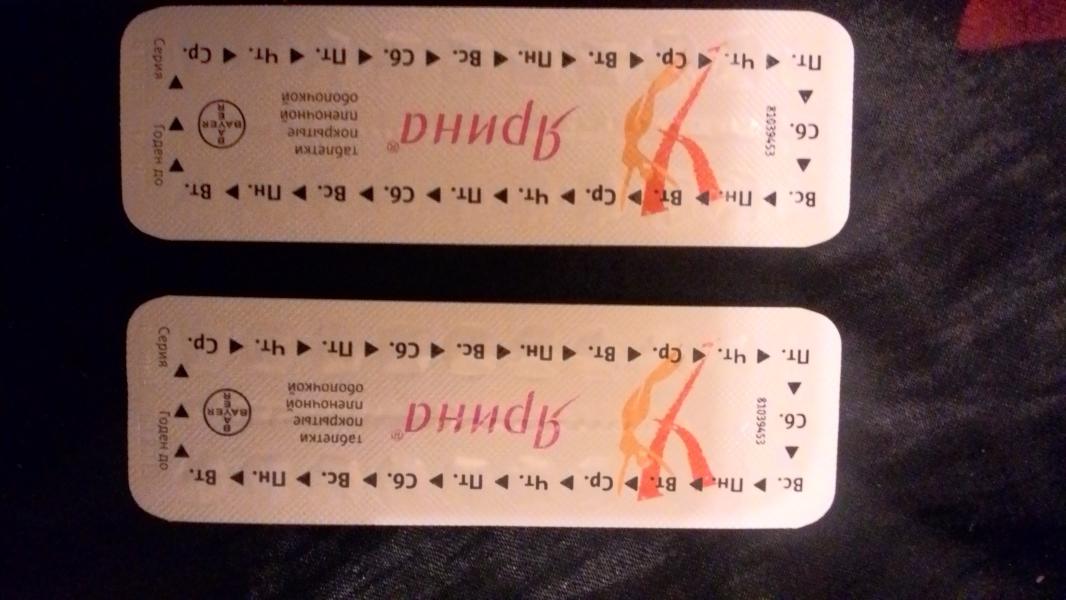 Вс. Пн. Вт. Ср. Чт. Пт. Сб. Вс. Пн. Вт.
Сб.
81039453
Ярина®
таблетки
покрытые
пленочной
оболочкой
BAYER
BAYER
Годен до
Серия
Пт. Чт. Ср. Вт. Пн. Вс. Сб. Пт. Чт. Ср.
Вс. Пн. Вт. Ср. Чт. Пт. Сб. Вс. Пн. Вт.
Сб.
81039453
Ярина®
таблетки
покрытые
пленочной
оболочкой
BAYER
BAYER
Годен до
Серия
Пт. Чт. Ср. Вт. Пн. Вс. Сб. Пт. Чт. Ср.